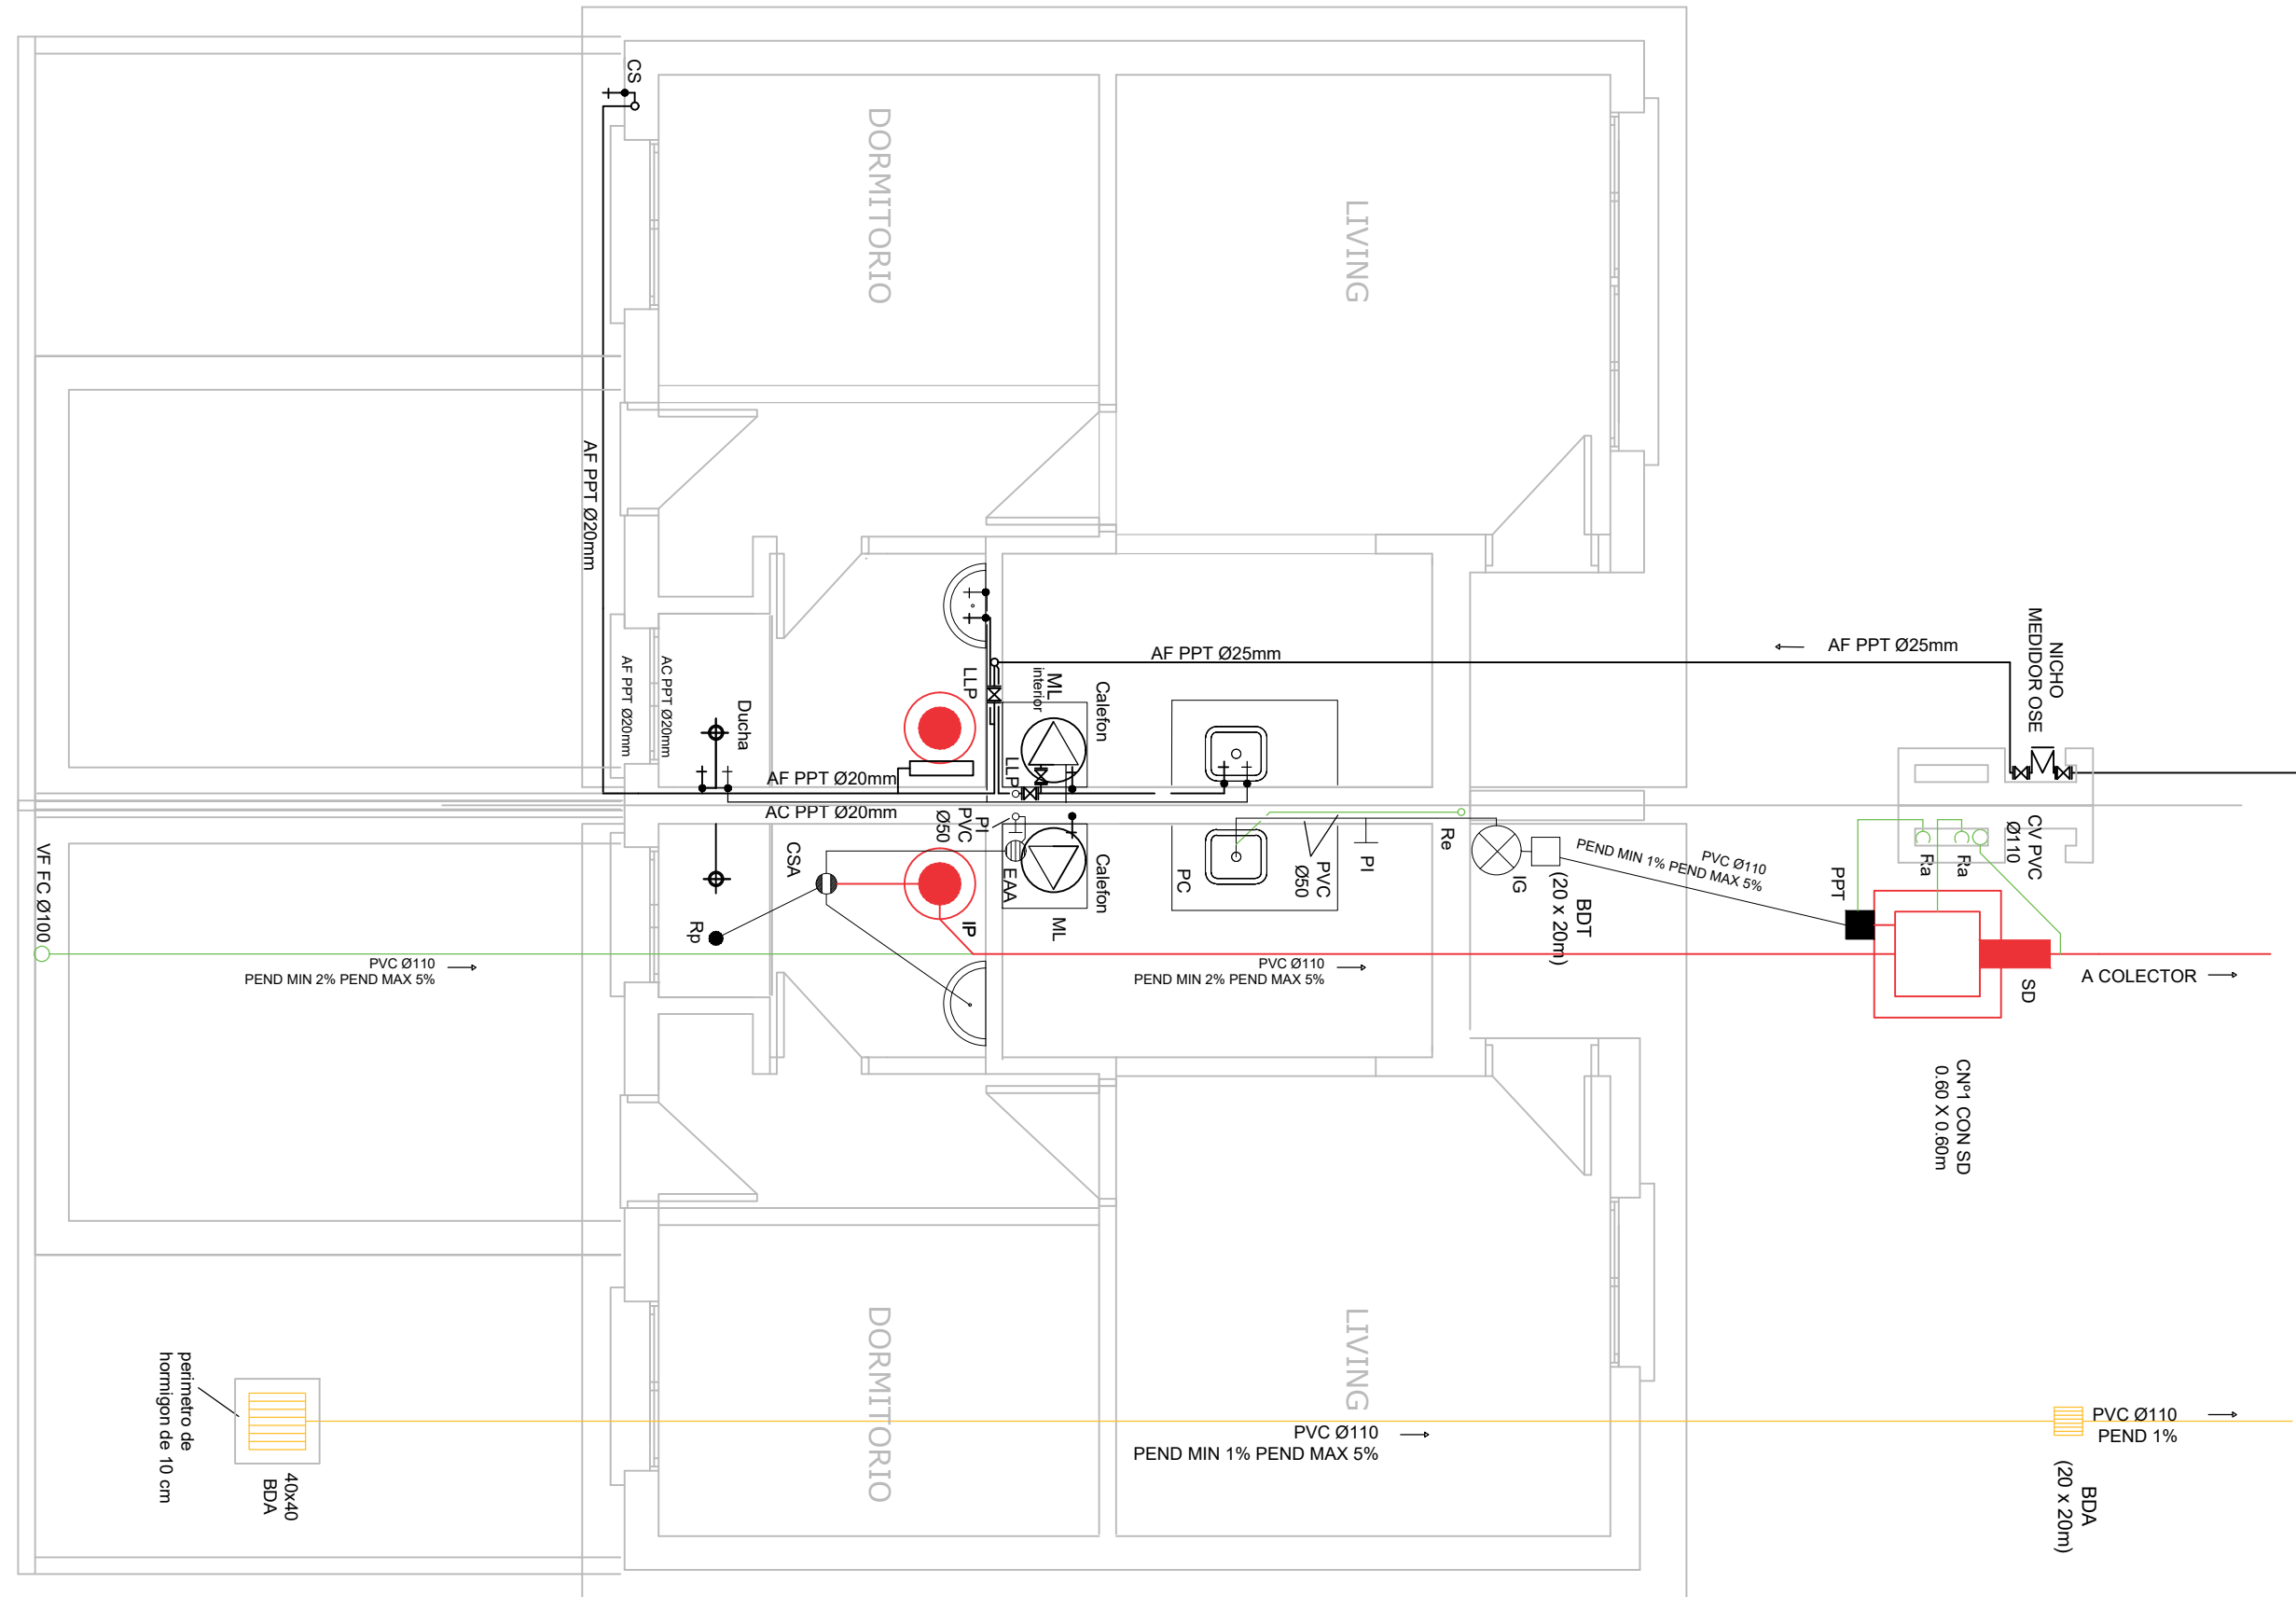 CS
DORMITORIO
LIVING
AF PPT Ø20mm
NICHO
MEDIDOR OSE
AF PPT Ø25mm
AF PPT Ø25mm
LLP
ML
interior
Calefon
AC PPT Ø20mm
AF PPT Ø20mm
Ducha
LLP
AF PPT Ø20mm
AC PPT Ø20mm
PVC
Ø50
PI
CSA
EAA
Calefon
ML
IP
Rp
PC
PVC
Ø50
PI
Re
IG
BDT
(20 x 20m)
PVC Ø110
PEND MIN 1% PEND MAX 5%
PPT
Ra
Ra
CV PVC
Ø110
VF FC Ø100
PVC Ø110
PEND MIN 2% PEND MAX 5%
PVC Ø110
PEND MIN 2% PEND MAX 5%
SD
A COLECTOR
CNº1 CON SD
0.60 X 0.60m
DORMITORIO
LIVING
perimetro de
hormigon de 10 cm
40x40
BDA
PVC Ø110
PEND MIN 1% PEND MAX 5%
PVC Ø110
PEND 1%
BDA
(20 x 20m)